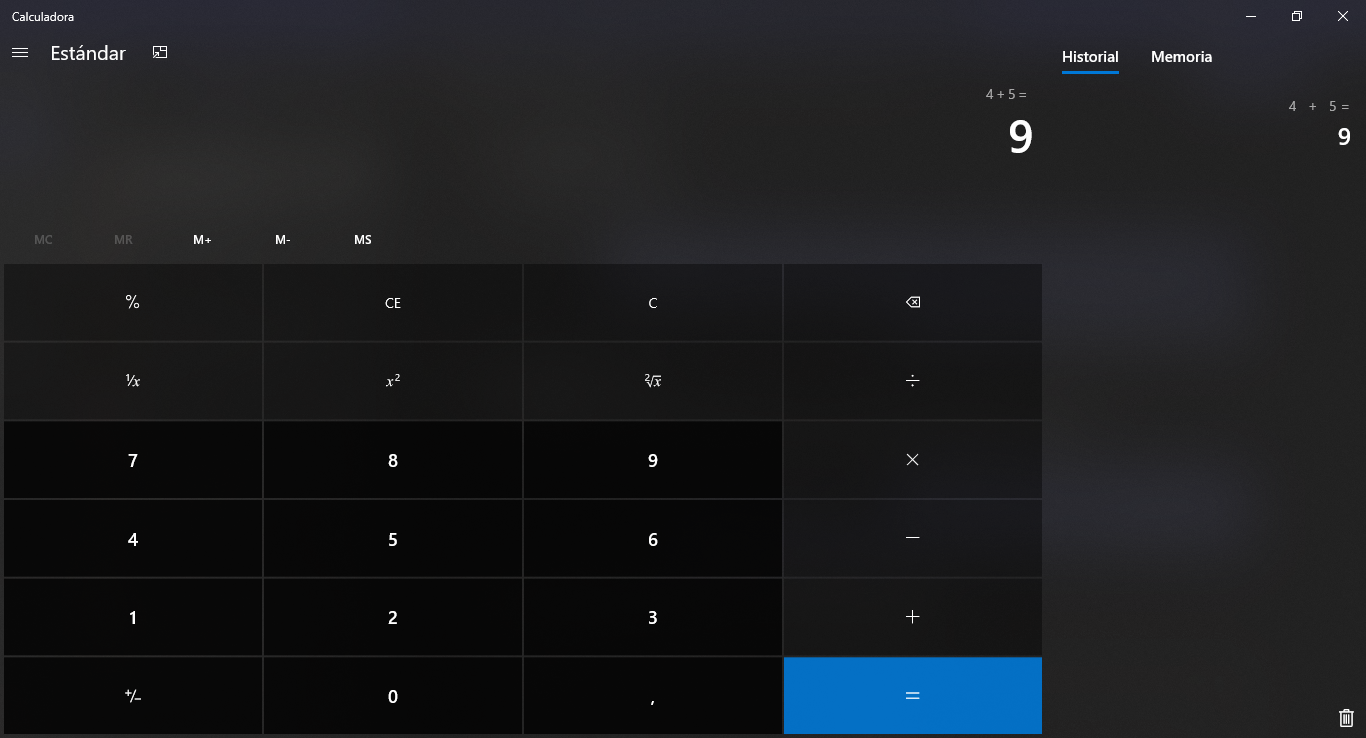 Calculadora
Estándar
Historial Memoria
4 + 5 =
9
4 + 5 =
9
MC MR M+ M- MS
% CE C
¹/x x² ²√x ÷
7 8 9 ×
4 5 6 −
1 2 3 +
+/− 0 , =